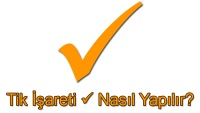 Tik İşareti ✓ Nasıl Yapılır?